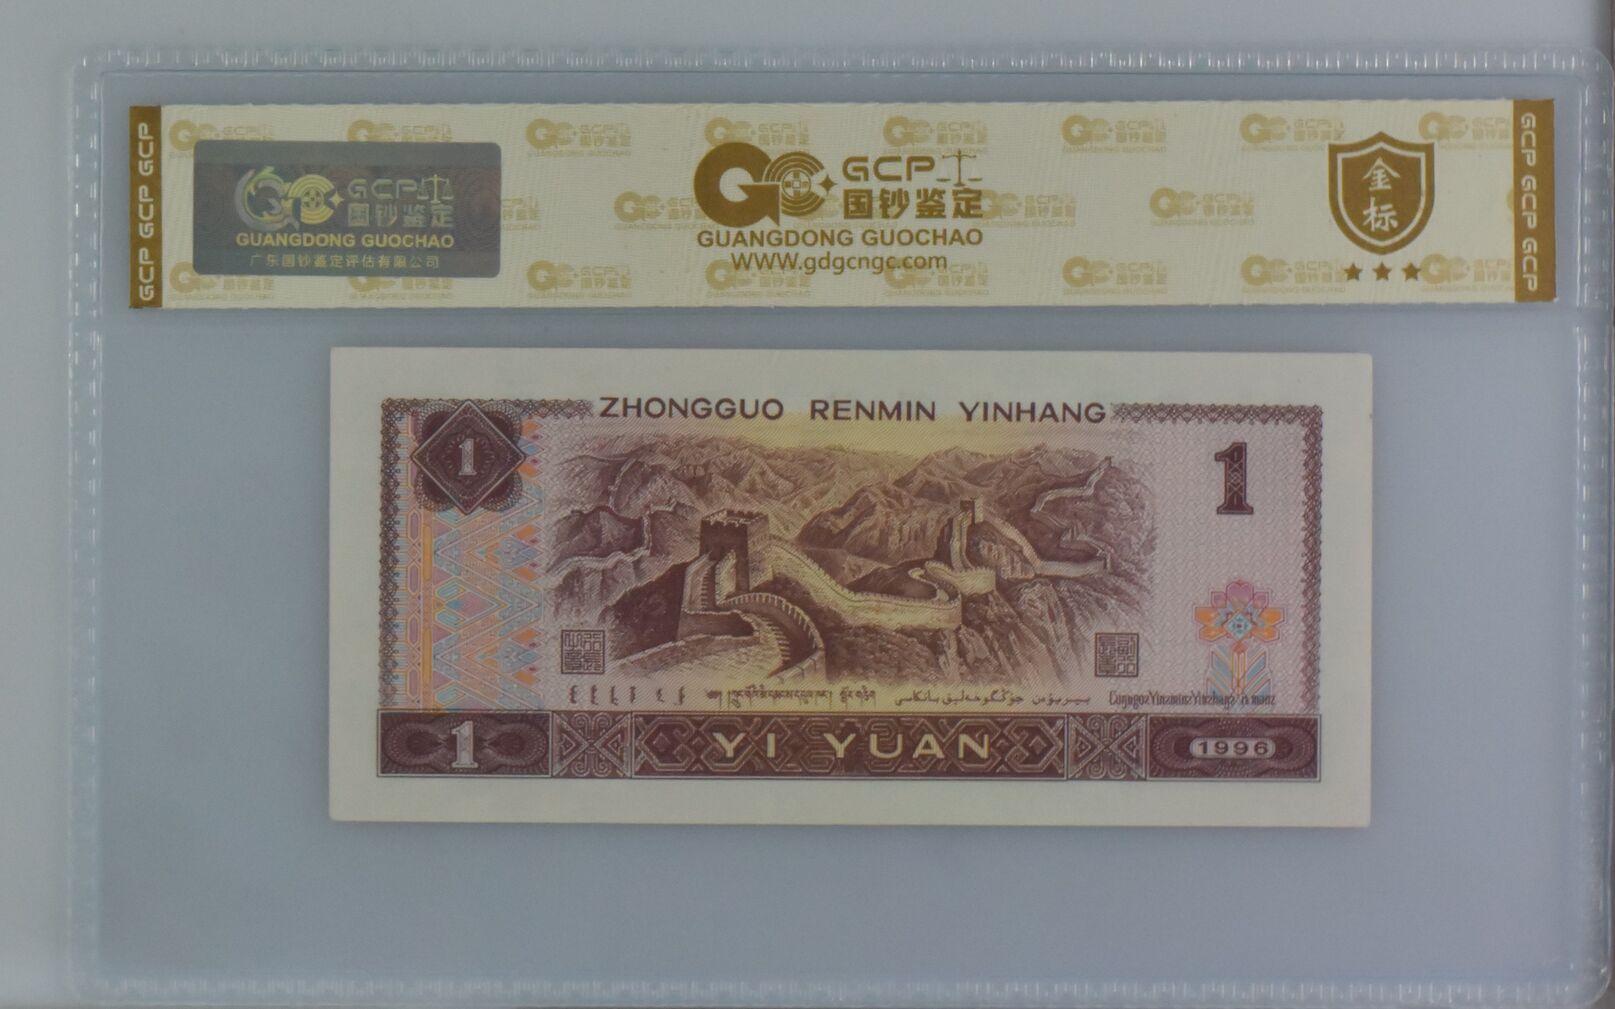 GCP GCP GCP
GCP
国钞鉴定
GUANGDONG GUOCHAO
广东国钞鉴定评估有限公司
GCP
国钞鉴定
GUANGDONG GUOCHAO
www.gdgcngc.com
金标
GCP GCP GCP
ZHONGGUO RENMIN YINHANG
1
1
1 YI YUAN 1996